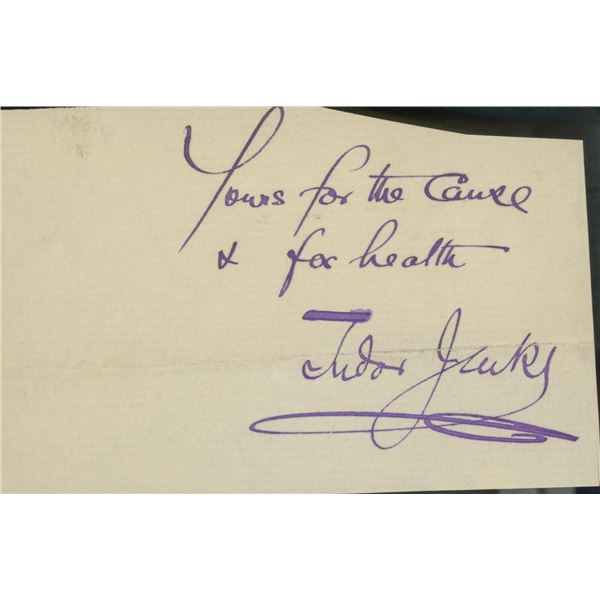 Yours for the Cause
& for health
Tudor Jenks